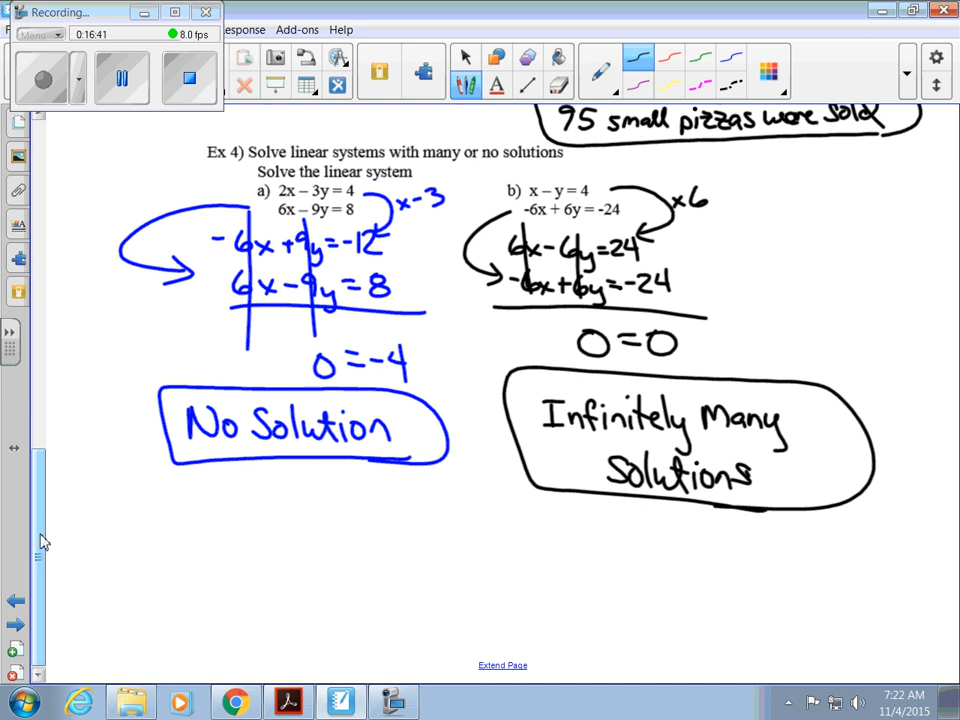 Recording...
Menu
0:16:41
8.0 fps
esponse Add-ons Help
95 small pizzas were sold
Ex 4) Solve linear systems with many or no solutions
Solve the linear system
a) 2x – 3y = 4
6x – 9y = 8
x-3
-6x+9y=-12
6x-9y=8
0=-4
No Solution
b) x – y = 4
-6x + 6y = -24
x6
6x-6y=24
-6x+6y=-24
0=0
Infinitely Many
Solutions
Extend Page
7:22 AM
11/4/2015